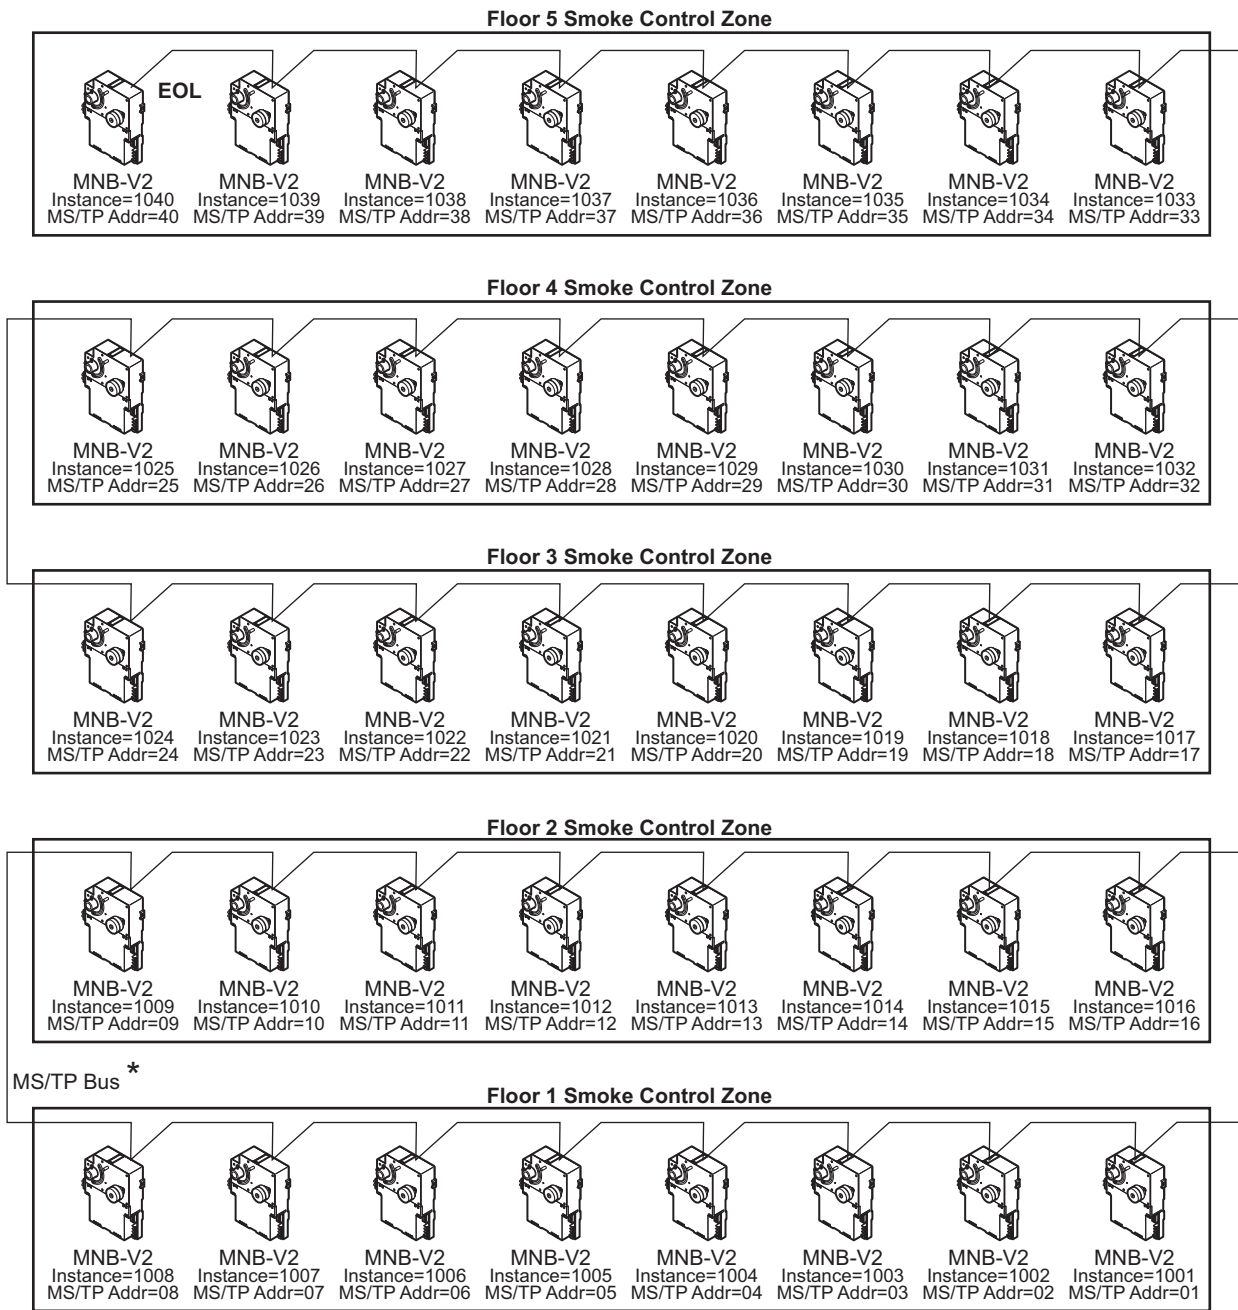 Floor 5 Smoke Control Zone
EOL
MNB-V2 MNB-V2 MNB-V2 MNB-V2 MNB-V2 MNB-V2 MNB-V2 MNB-V2
Instance=1040 Instance=1039 Instance=1038 Instance=1037 Instance=1036 Instance=1035 Instance=1034 Instance=1033
MS/TP Addr=40 MS/TP Addr=39 MS/TP Addr=38 MS/TP Addr=37 MS/TP Addr=36 MS/TP Addr=35 MS/TP Addr=34 MS/TP Addr=33
Floor 4 Smoke Control Zone
MNB-V2 MNB-V2 MNB-V2 MNB-V2 MNB-V2 MNB-V2 MNB-V2 MNB-V2
Instance=1025 Instance=1026 Instance=1027 Instance=1028 Instance=1029 Instance=1030 Instance=1031 Instance=1032
MS/TP Addr=25 MS/TP Addr=26 MS/TP Addr=27 MS/TP Addr=28 MS/TP Addr=29 MS/TP Addr=30 MS/TP Addr=31 MS/TP Addr=32
Floor 3 Smoke Control Zone
MNB-V2 MNB-V2 MNB-V2 MNB-V2 MNB-V2 MNB-V2 MNB-V2 MNB-V2
Instance=1024 Instance=1023 Instance=1022 Instance=1021 Instance=1020 Instance=1019 Instance=1018 Instance=1017
MS/TP Addr=24 MS/TP Addr=23 MS/TP Addr=22 MS/TP Addr=21 MS/TP Addr=20 MS/TP Addr=19 MS/TP Addr=18 MS/TP Addr=17
Floor 2 Smoke Control Zone
MNB-V2 MNB-V2 MNB-V2 MNB-V2 MNB-V2 MNB-V2 MNB-V2 MNB-V2
Instance=1009 Instance=1010 Instance=1011 Instance=1012 Instance=1013 Instance=1014 Instance=1015 Instance=1016
MS/TP Addr=09 MS/TP Addr=10 MS/TP Addr=11 MS/TP Addr=12 MS/TP Addr=13 MS/TP Addr=14 MS/TP Addr=15 MS/TP Addr=16
MS/TP Bus *
Floor 1 Smoke Control Zone
MNB-V2 MNB-V2 MNB-V2 MNB-V2 MNB-V2 MNB-V2 MNB-V2 MNB-V2
Instance=1008 Instance=1007 Instance=1006 Instance=1005 Instance=1004 Instance=1003 Instance=1002 Instance=1001
MS/TP Addr=08 MS/TP Addr=07 MS/TP Addr=06 MS/TP Addr=05 MS/TP Addr=04 MS/TP Addr=03 MS/TP Addr=02 MS/TP Addr=01